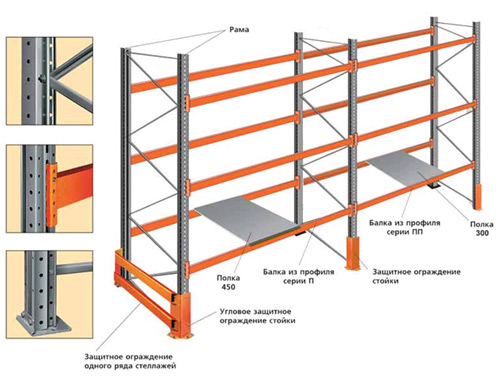 Рама
Балка из профиля
серии ПП
Полка
300
Полка
450
Балка из профиля
серии П
Защитное ограждение
стойки
Угловое защитное
ограждение стойки
Защитное ограждение
одного ряда стеллажей